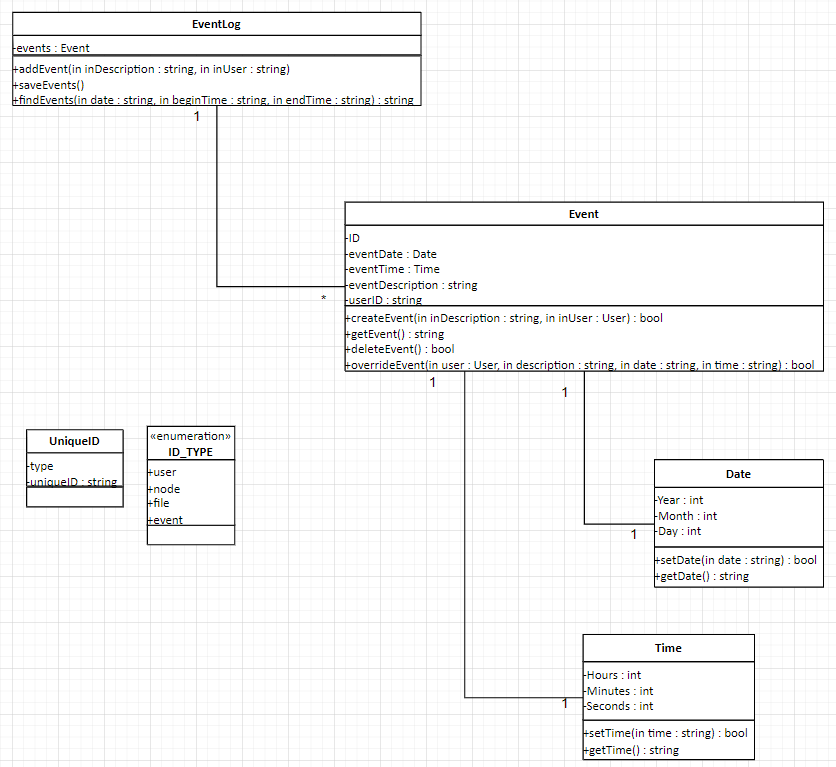 EventLog
-events : Event
+addEvent(in inDescription : string, in inUser : string)
+saveEvents()
+findEvents(in date : string, in beginTime : string, in endTime : string) : string
1
*
Event
-ID
-eventDate : Date
-eventTime : Time
-eventDescription : string
-userID : string
+createEvent(in inDescription : string, in inUser : User) : bool
+getEvent() : string
+deleteEvent() : bool
+overrideEvent(in user : User, in description : string, in date : string, in time : string) : bool
1
1
UniqueID
-type
-uniqueID : string
«enumeration»
ID_TYPE
+user
+node
+file
+event
Date
-Year : int
-Month : int
-Day : int
+setDate(in date : string) : bool
+getDate() : string
1
Time
-Hours : int
-Minutes : int
-Seconds : int
+setTime(in time : string) : bool
+getTime() : string
1